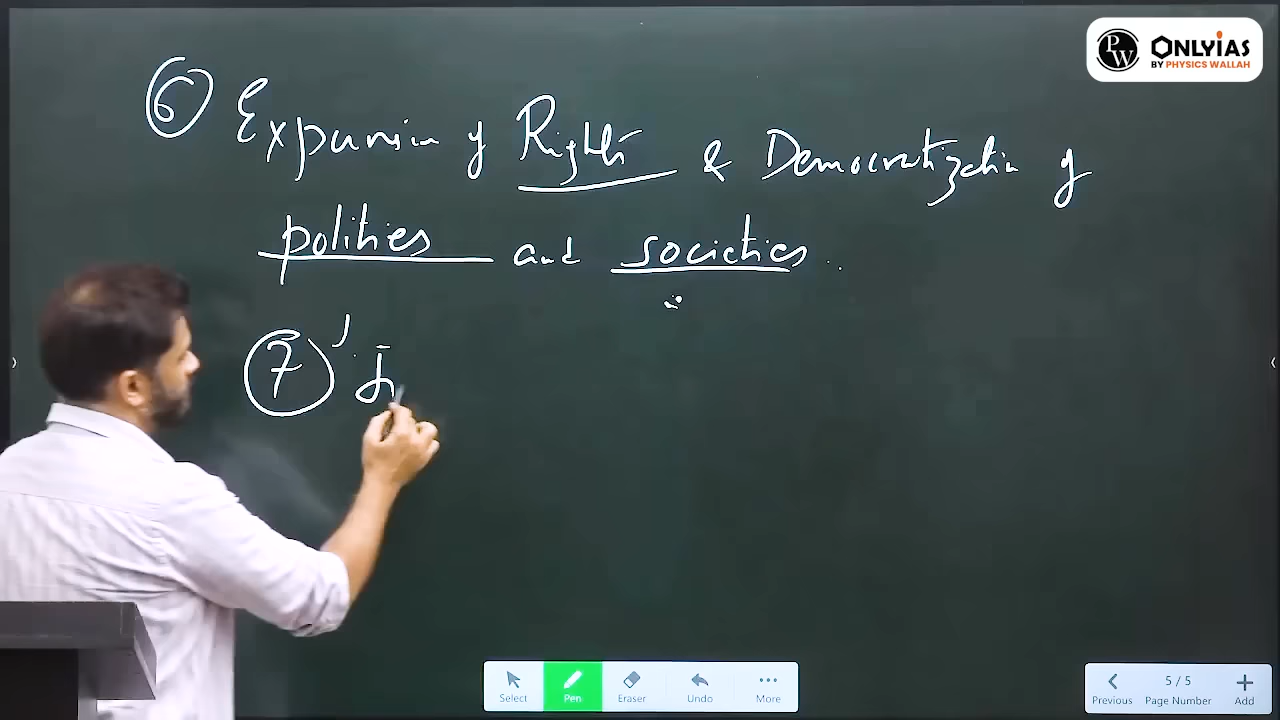 PW ONLYIAS
BY PHYSICS WALLAH
6 Expansion of Rights & Democratization of
polities and societies
7
Select Pen Eraser Undo More
Previous 5 / 5 Page Number Add